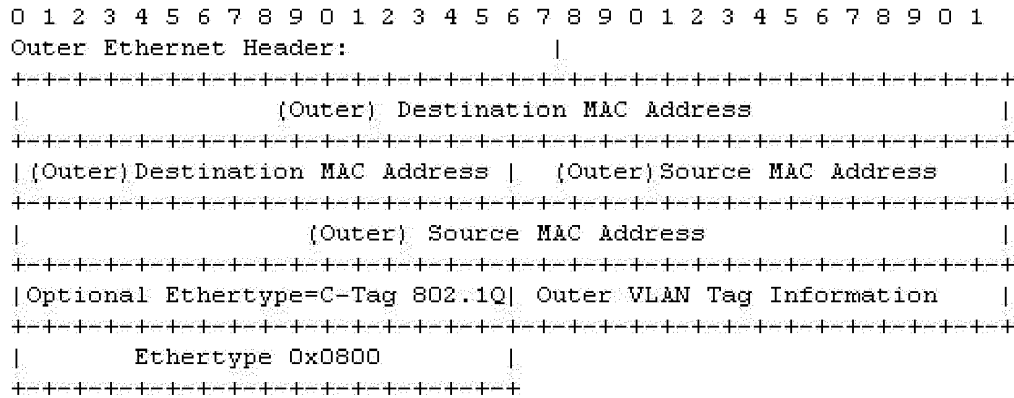 0 1 2 3 4 5 6 7 8 9 0 1 2 3 4 5 6 7 8 9 0 1 2 3 4 5 6 7 8 9 0 1
Outer Ethernet Header:             |
+-+-+-+-+-+-+-+-+-+-+-+-+-+-+-+-+-+-+-+-+-+-+-+-+-+-+-+-+-+-+-+-+
|                (Outer) Destination MAC Address                |
+-+-+-+-+-+-+-+-+-+-+-+-+-+-+-+-+-+-+-+-+-+-+-+-+-+-+-+-+-+-+-+-+
|(Outer)Destination MAC Address |  (Outer)Source MAC Address    |
+-+-+-+-+-+-+-+-+-+-+-+-+-+-+-+-+-+-+-+-+-+-+-+-+-+-+-+-+-+-+-+-+
|                  (Outer) Source MAC Address                   |
+-+-+-+-+-+-+-+-+-+-+-+-+-+-+-+-+-+-+-+-+-+-+-+-+-+-+-+-+-+-+-+-+
|Optional Ethertype=C-Tag 802.1Q| Outer VLAN Tag Information    |
+-+-+-+-+-+-+-+-+-+-+-+-+-+-+-+-+-+-+-+-+-+-+-+-+-+-+-+-+-+-+-+-+
|       Ethertype 0x0800        |
+-+-+-+-+-+-+-+-+-+-+-+-+-+-+-+-+